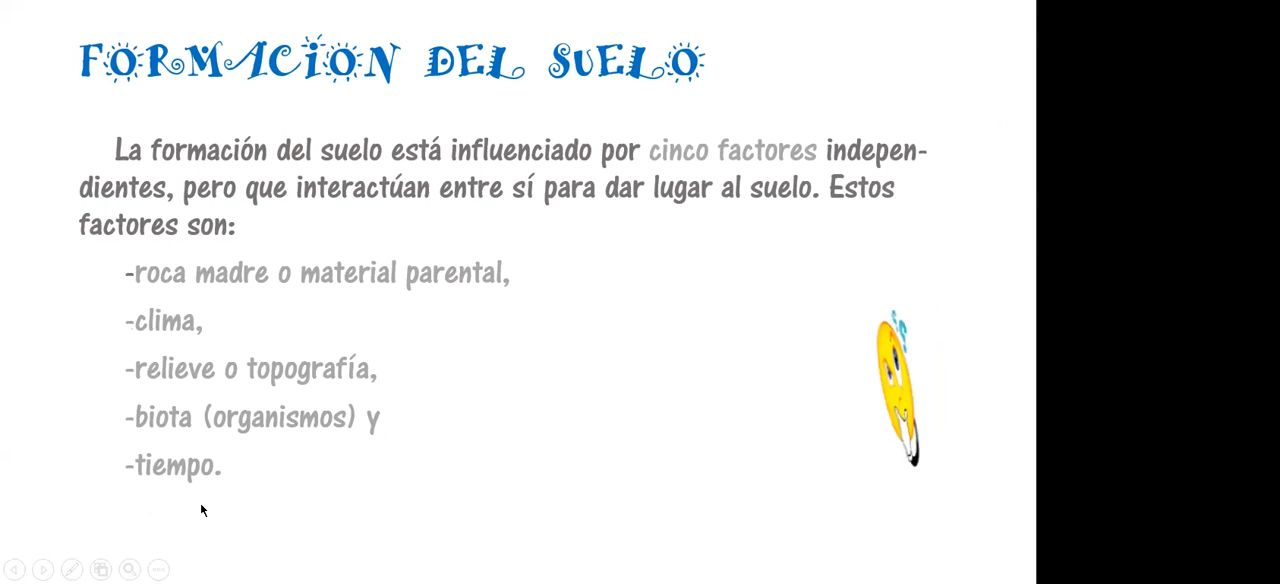 FORMACION DEL SUELO
La formación del suelo está influenciado por cinco factores indepen-
dientes, pero que interactúan entre sí para dar lugar al suelo. Estos
factores son:
-roca madre o material parental,
-clima,
-relieve o topografía,
-biota (organismos) y
-tiempo.